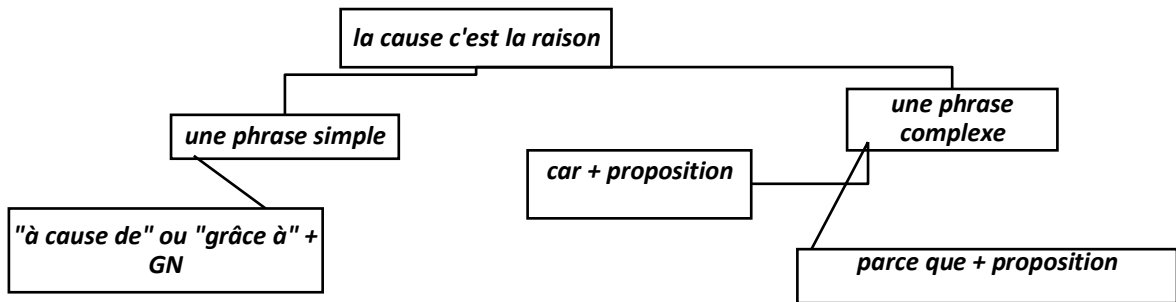 la cause c'est la raison
une phrase simple
une phrase
complexe
car + proposition
"à cause de" ou "grâce à" +
GN
parce que + proposition